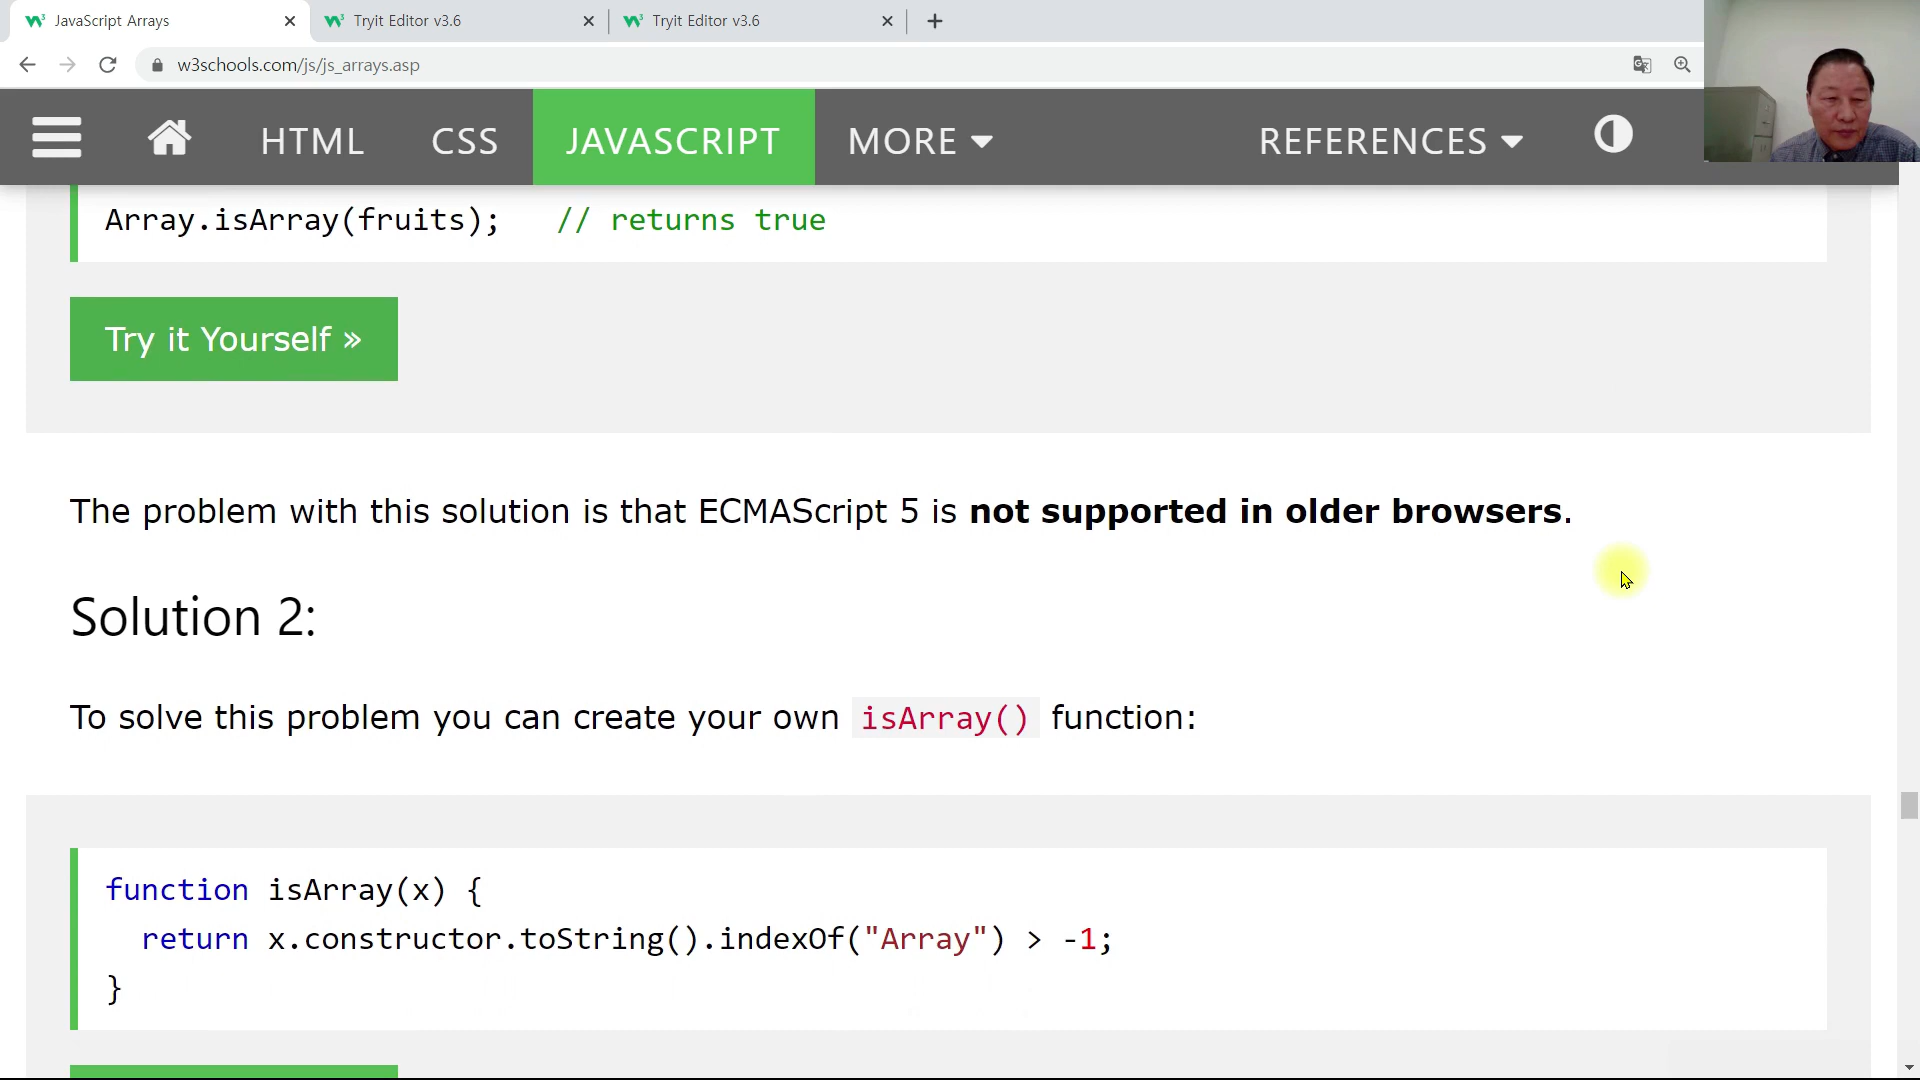 JavaScript Arrays
Tryit Editor v3.6
Tryit Editor v3.6
w3schools.com/js/js_arrays.asp
HTML CSS JAVASCRIPT MORE REFERENCES
Array.isArray(fruits);   // returns true
Try it Yourself »
The problem with this solution is that ECMAScript 5 is not supported in older browsers.
Solution 2:
To solve this problem you can create your own isArray() function:
function isArray(x) {
  return x.constructor.toString().indexOf("Array") > -1;
}